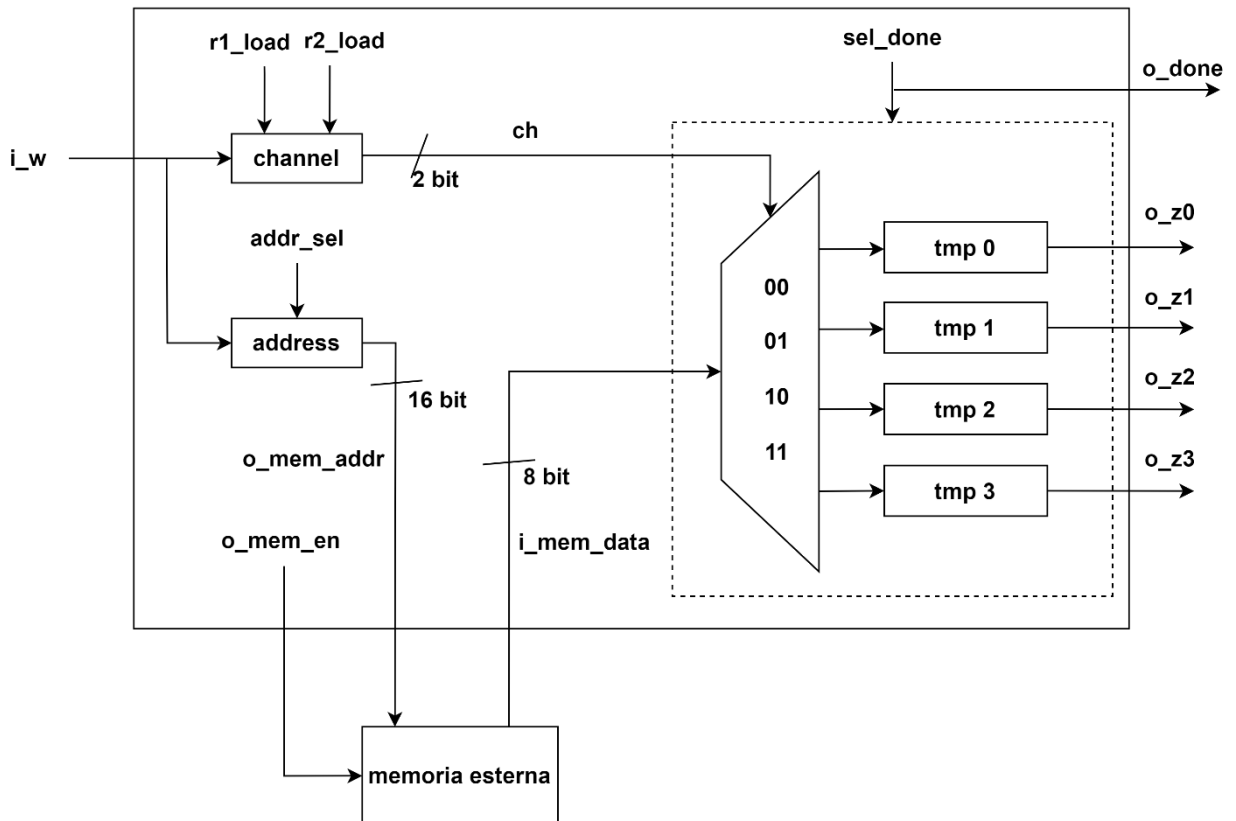 r1_load
r2_load
sel_done
o_done
i_w
channel
ch
2 bit
addr_sel
address
16 bit
o_mem_addr
o_mem_en
8 bit
i_mem_data
00
01
10
11
tmp 0
tmp 1
tmp 2
tmp 3
o_z0
o_z1
o_z2
o_z3
memoria esterna